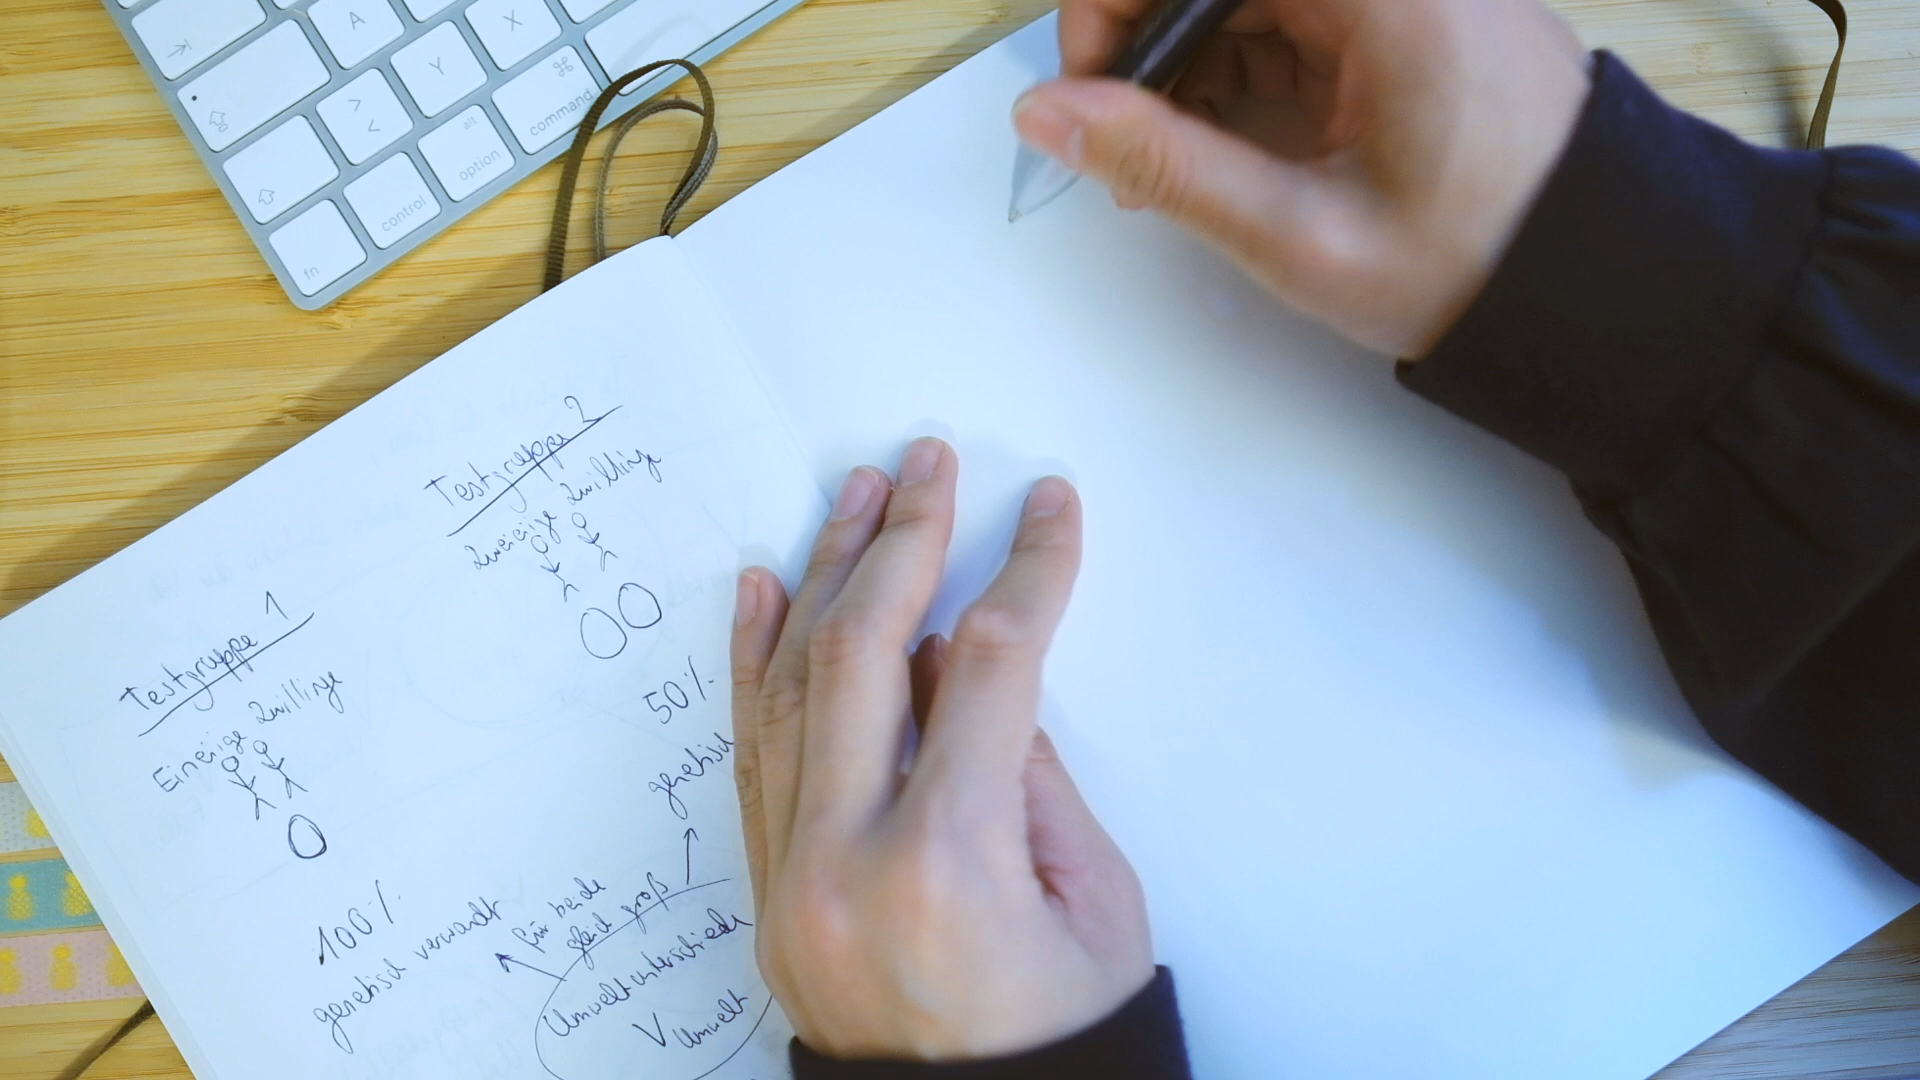 A
X
Y
>
<
⌘
command
alt
option
control
fn
Testgruppe 1
Eineiige Zwillinge
100%
genetisch verwandt
Testgruppe 2
Zweieiige Zwillinge
50%
genetisch
für beide
gleich groß
Umweltunterschiede
V Umwelt